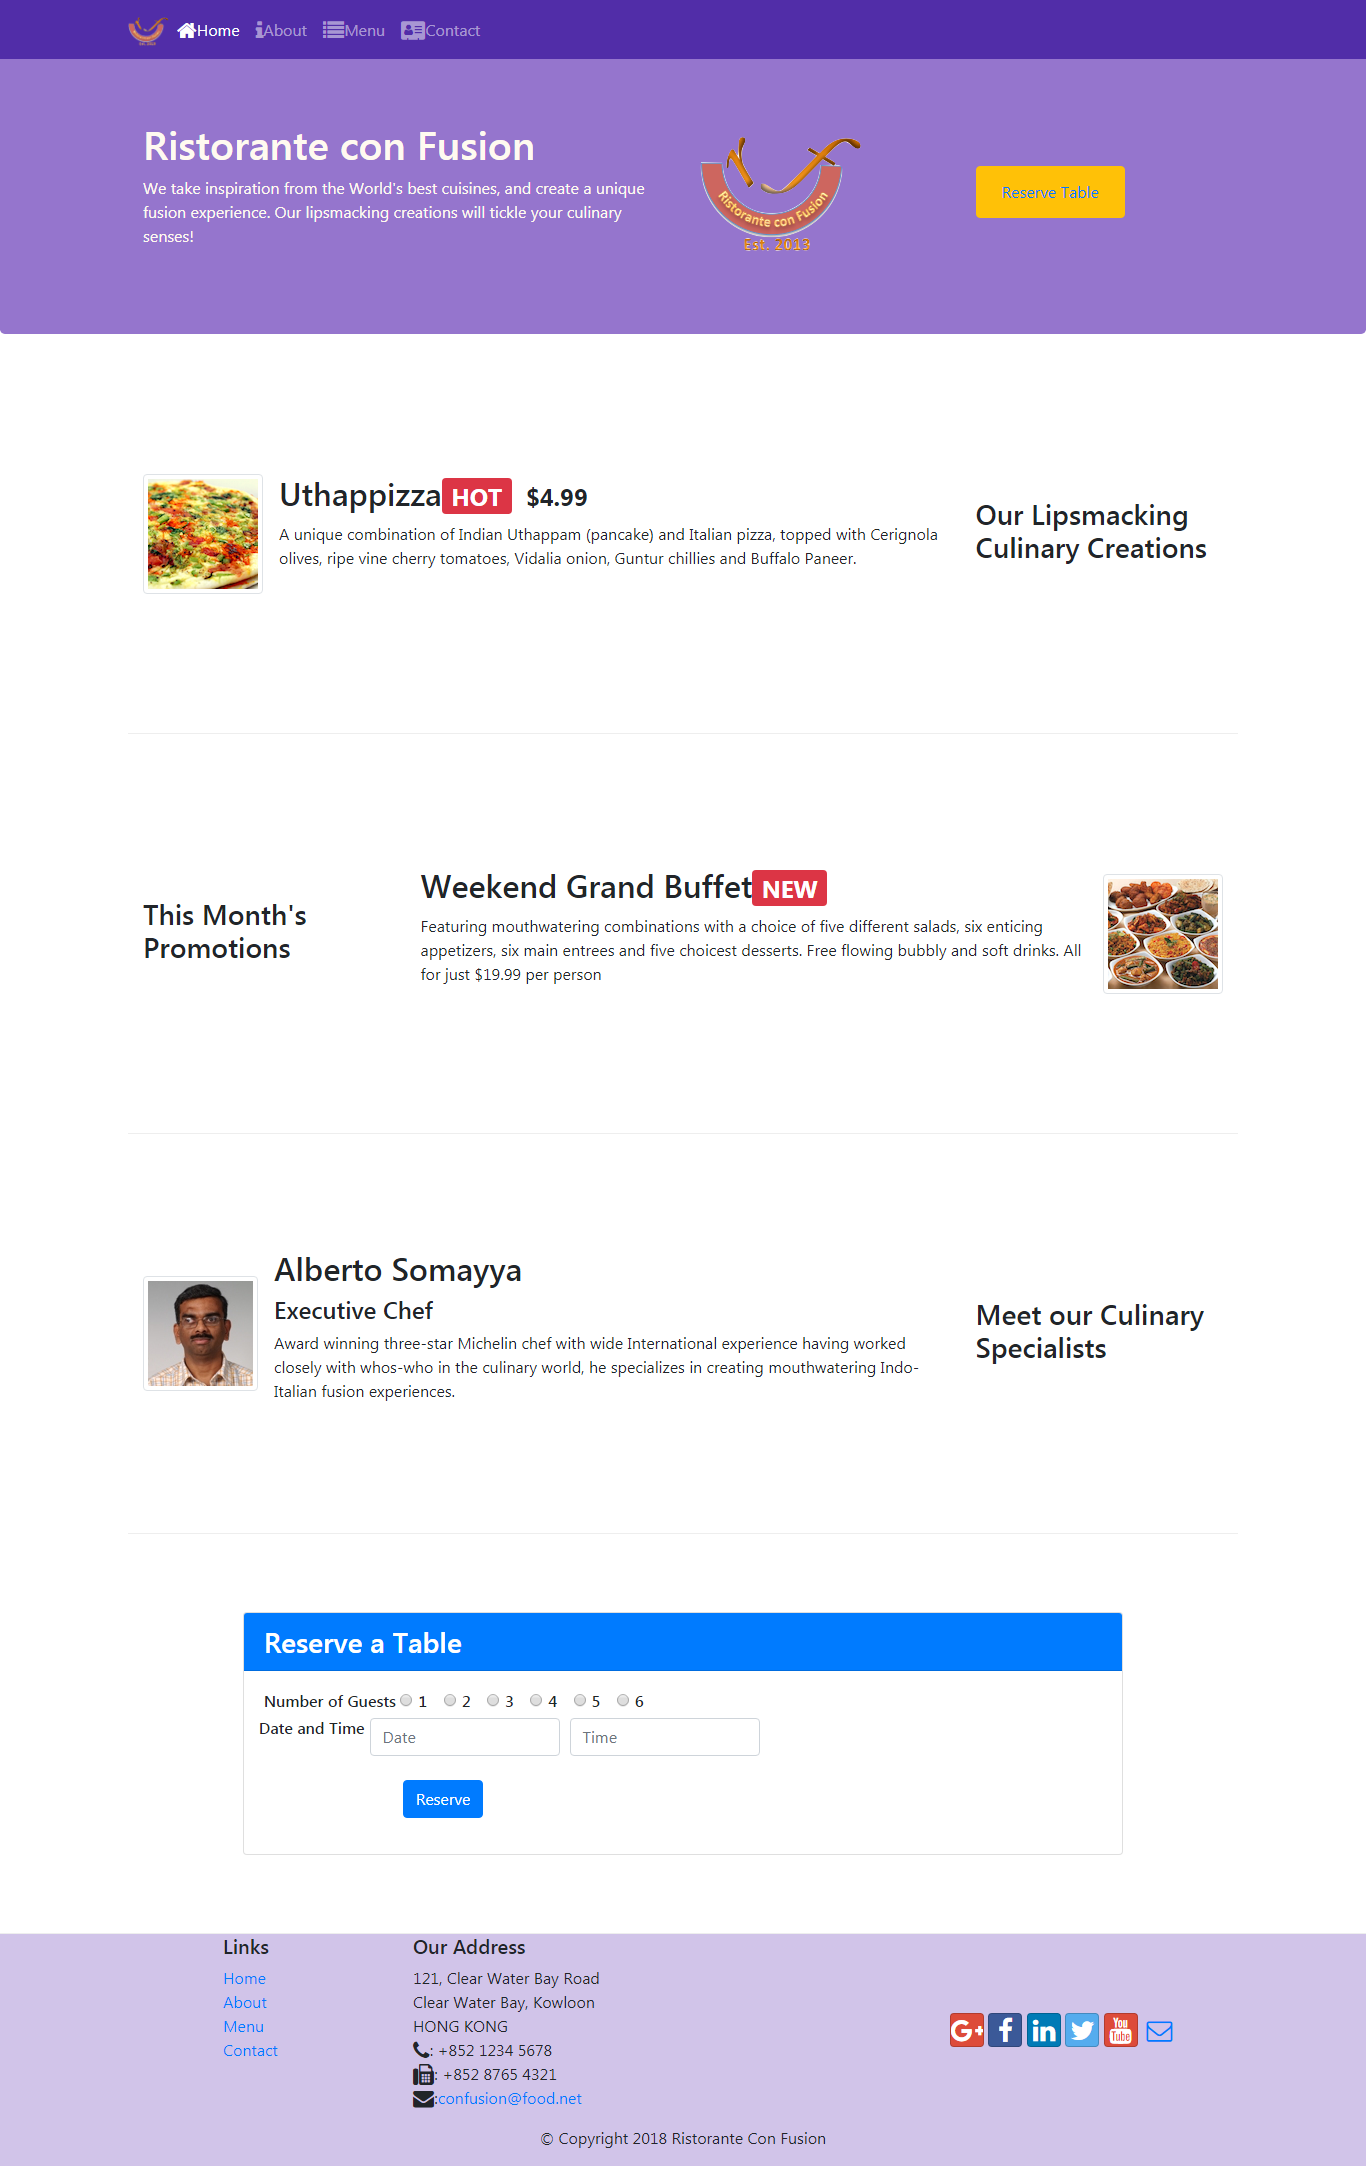 Home About Menu Contact
Ristorante con Fusion
We take inspiration from the World's best cuisines, and create a unique
fusion experience. Our lipsmacking creations will tickle your culinary
senses!
Ristorante con Fusion
Est. 2013
Reserve Table
Uthappizza HOT $4.99
A unique combination of Indian Uthappam (pancake) and Italian pizza, topped with Cerignola
olives, ripe vine cherry tomatoes, Vidalia onion, Guntur chillies and Buffalo Paneer.
Our Lipsmacking
Culinary Creations
This Month's
Promotions
Weekend Grand Buffet NEW
Featuring mouthwatering combinations with a choice of five different salads, six enticing
appetizers, six main entrees and five choicest desserts. Free flowing bubbly and soft drinks. All
for just $19.99 per person
Alberto Somayya
Executive Chef
Award winning three-star Michelin chef with wide International experience having worked
closely with whos-who in the culinary world, he specializes in creating mouthwatering Indo-
Italian fusion experiences.
Meet our Culinary
Specialists
Reserve a Table
Number of Guests 1 2 3 4 5 6
Date and Time Date Time
Reserve
Links
Home
About
Menu
Contact
Our Address
121, Clear Water Bay Road
Clear Water Bay, Kowloon
HONG KONG
: +852 1234 5678
: +852 8765 4321
:confusion@food.net
G+ f in You Tube
© Copyright 2018 Ristorante Con Fusion